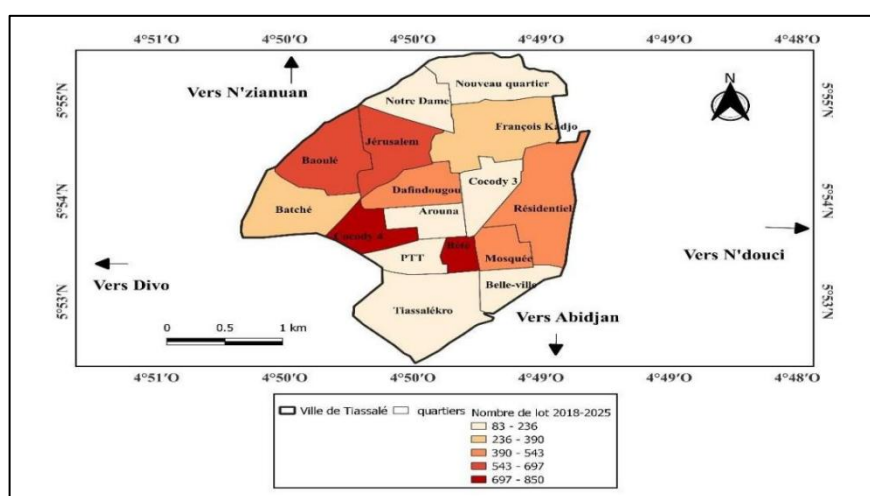 4°51'O 4°50'O 4°50'O 4°49'O 4°49'O 4°48'O
Vers N'zianuan
Nouveau quartier
N
Notre Dame
5°55'N
5°55'N
François Kadjo
Jérusalem
Baoulé
Cocody 3
Dafindougou
5°54'N
5°54'N
Batché
Arouna
Résidentiel
Cocody 4
Vers N'douci
PTT
Mosquée
Vers Divo
Belle-ville
5°53'N
5°53'N
Tiassalékro
Vers Abidjan
0 0.5 1 km
4°51'O 4°50'O 4°50'O 4°49'O 4°49'O 4°48'O
Ville de Tiassalé quartiers Nombre de lot 2018-2025
83 - 236
236 - 390
390 - 543
543 - 697
697 - 850